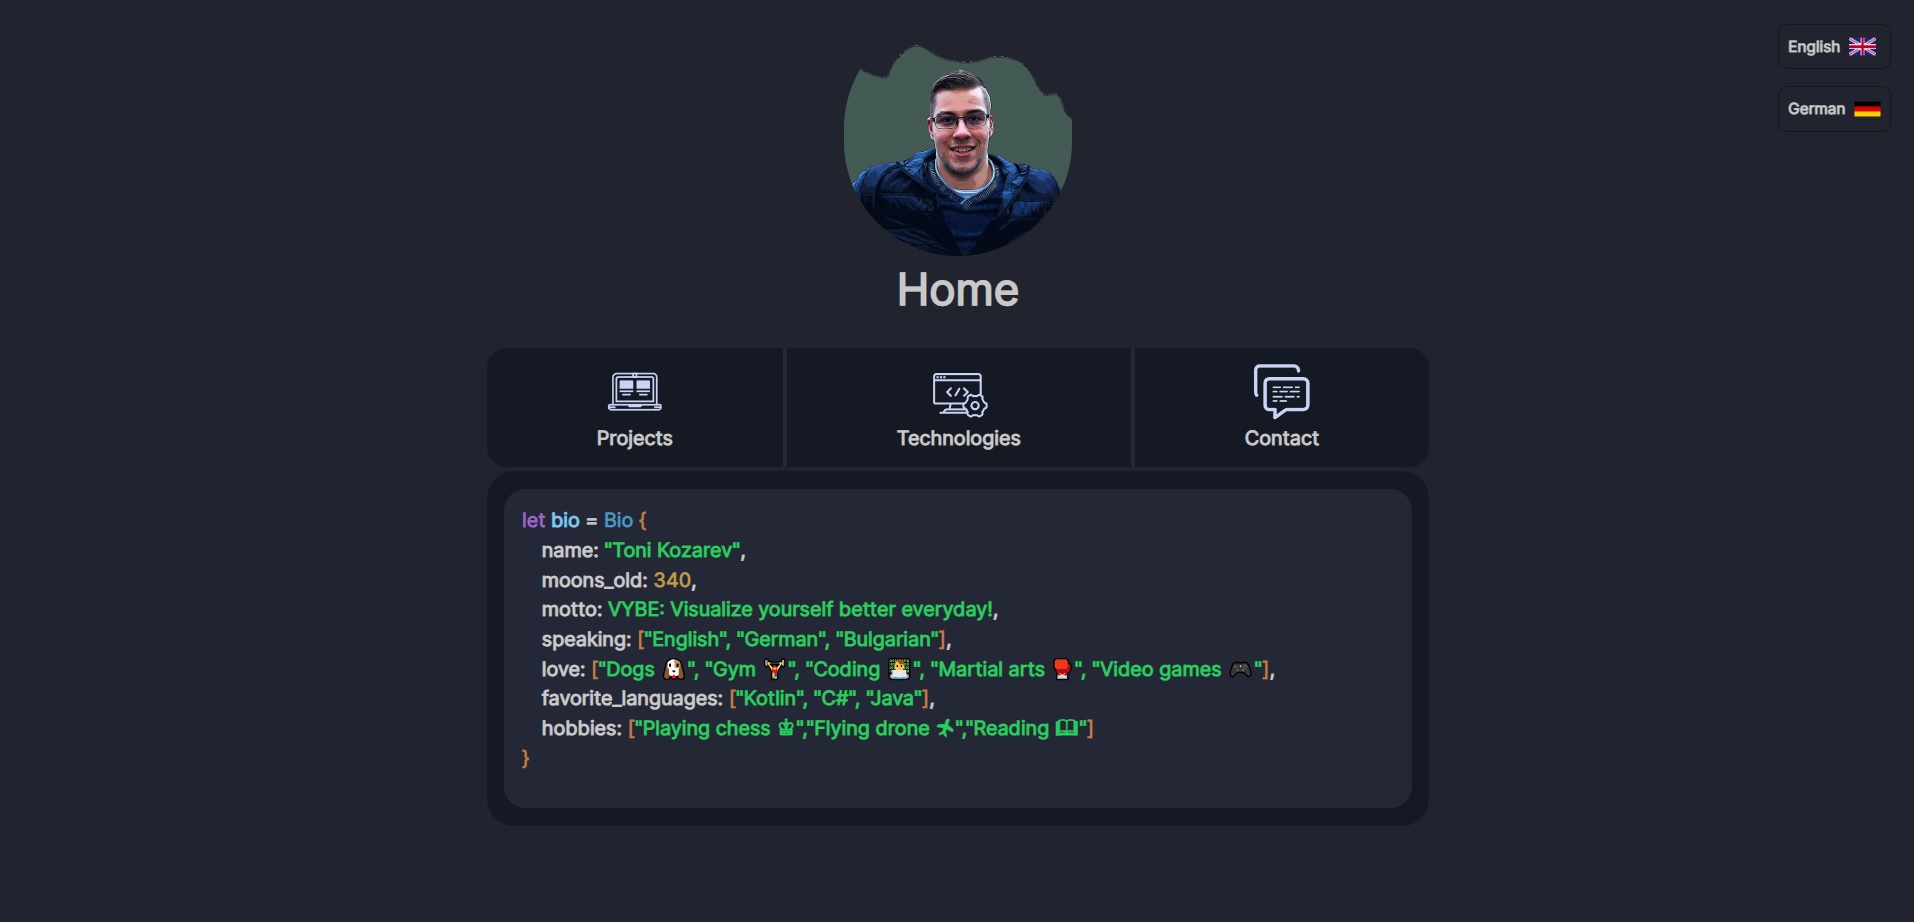 English 🇬🇧
German 🇩🇪
Home
Projects
Technologies
Contact
let bio = Bio {
name: "Toni Kozarev",
moons_old: 340,
motto: VYBE: Visualize yourself better everyday!,
speaking: ["English", "German", "Bulgarian"],
love: ["Dogs 🐶", "Gym 🏋️", "Coding 👨‍💻", "Martial arts 🥊", "Video games 🎮"],
favorite_languages: ["Kotlin", "C#", "Java"],
hobbies: ["Playing chess ♔","Flying drone ✈","Reading 🕮"]
}